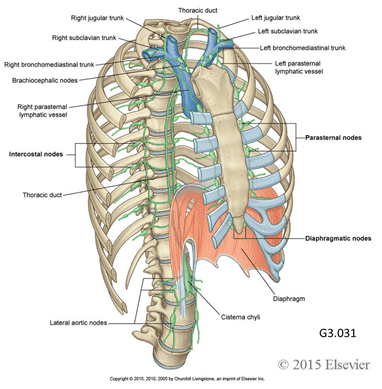 Thoracic duct
Right jugular trunk
Left jugular trunk
Right subclavian trunk
Left subclavian trunk
Left bronchomediastinal trunk
Right bronchomediastinal trunk
Left parasternal
lymphatic vessel
Brachiocephalic nodes
Right parasternal
lymphatic vessel
Parasternal nodes
Intercostal nodes
Thoracic duct
Diaphragmatic nodes
Diaphragm
Cisterna chyli
Lateral aortic nodes
G3.031
© 2015 Elsevier
Copyright © 2015, 2010, 2005 by Churchill Livingstone, an imprint of Elsevier Inc.